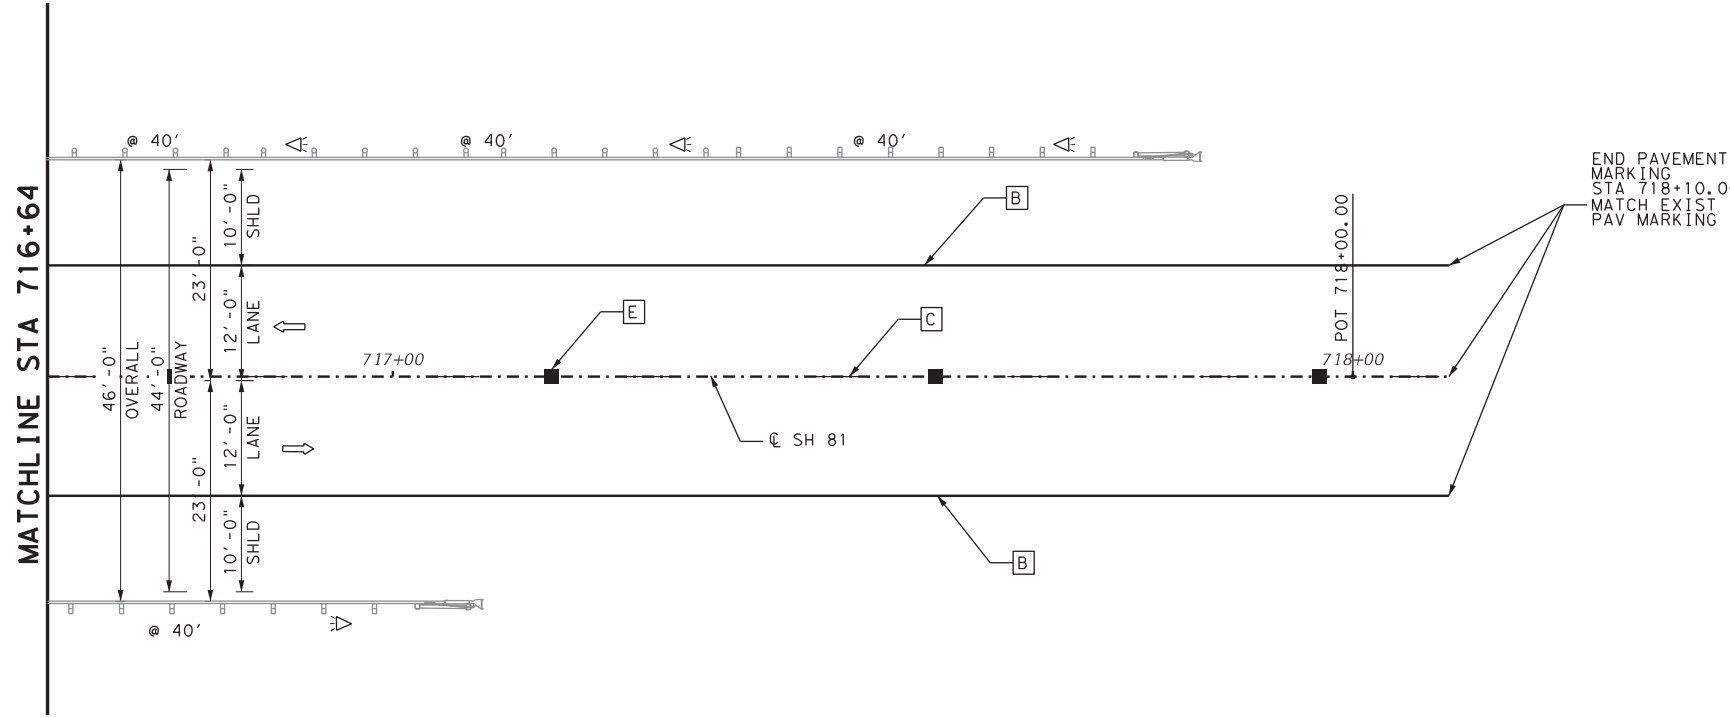 MATCHLINE STA 716+64
@ 40'
@ 40'
@ 40'
46'-0"
OVERALL
44'-0"
ROADWAY
23'-0"
23'-0"
10'-0"
SHLD
12'-0"
LANE
12'-0"
LANE
10'-0"
SHLD
717+00
E
B
C
℄ SH 81
B
POT 718+00.00
718+00
END PAVEMENT
MARKING
STA 718+10.0
MATCH EXIST
PAV MARKING
@ 40'